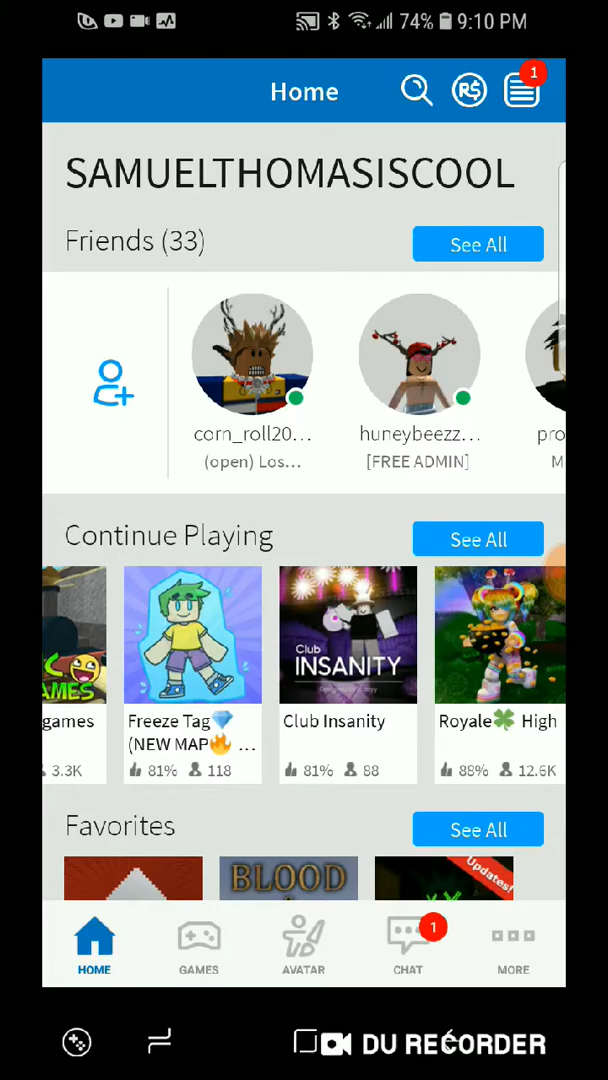 74% 9:10 PM
Home R$ 1
SAMUELTHOMASISCOOL
Friends (33) See All
corn_roll20... huneybeezz... pro
(open) Los... [FREE ADMIN] M
Continue Playing See All
C
GAMES
Club
INSANITY
games Freeze Tag💎 Club Insanity Royale🍀 High
(NEW MAP🔥 ...
3.3K 81% 118 81% 88 88% 12.6K
Favorites See All
BLOOD Updates!
1
HOME GAMES AVATAR CHAT MORE
DU RECORDER